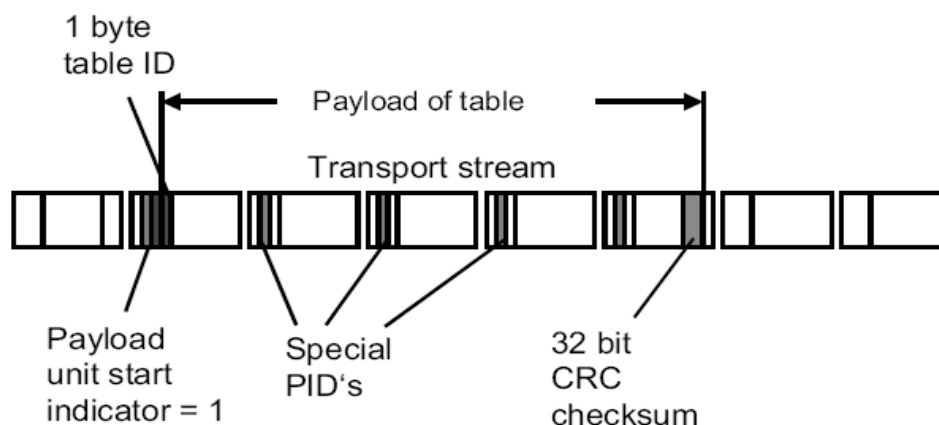 1 byte
table ID
Payload of table
Transport stream
Payload
unit start
indicator = 1
Special
PID‘s
32 bit
CRC
checksum